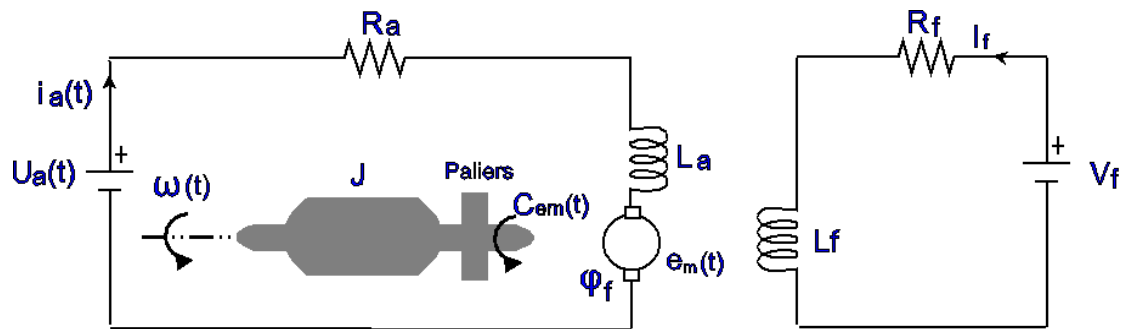 Ra
Rf
If
ia(t)
+
+
La
Ua(t)
ω(t)
J
Paliers
Cem(t)
Vf
Lf
φf
em(t)